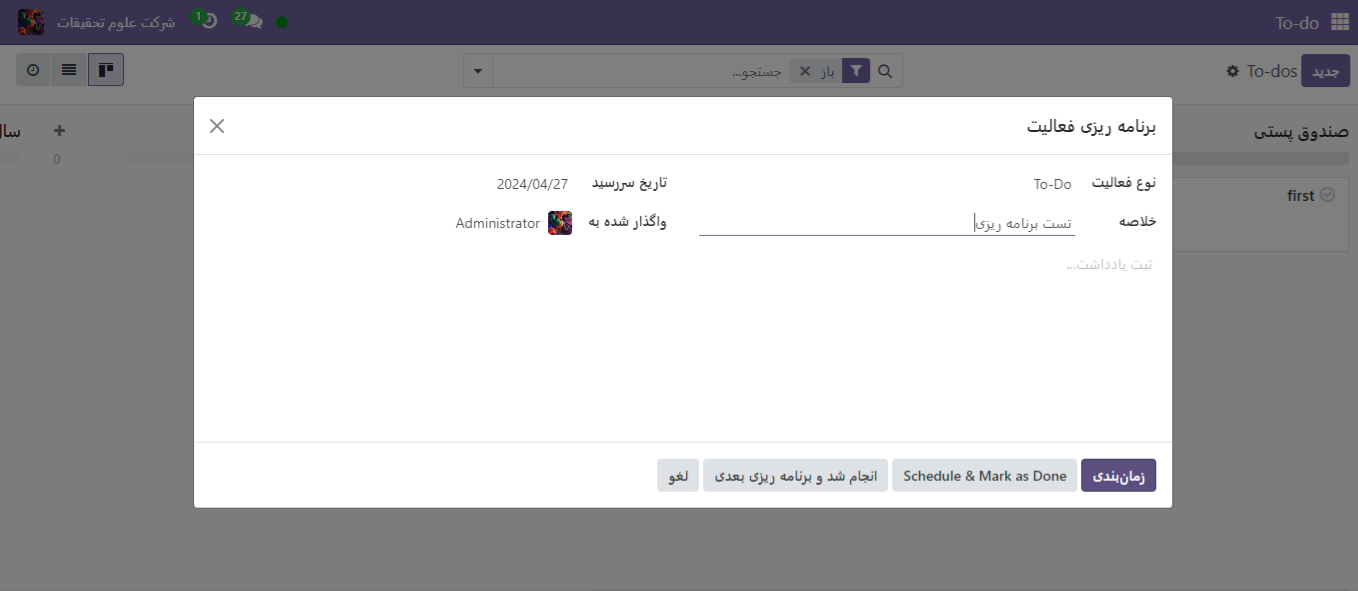 To-do
27
1
شرکت علوم تحقیقات
جدید
To-dos
باز
جستجو...
صندوق پستی
0
first
برنامه ریزی فعالیت
نوع فعالیت To-Do
تاریخ سررسید 2024/04/27
خلاصه تست برنامه ریزی
واگذار شده به Administrator
ثبت یادداشت...
زمان‌بندی
Schedule & Mark as Done
انجام شد و برنامه ریزی بعدی
لغو